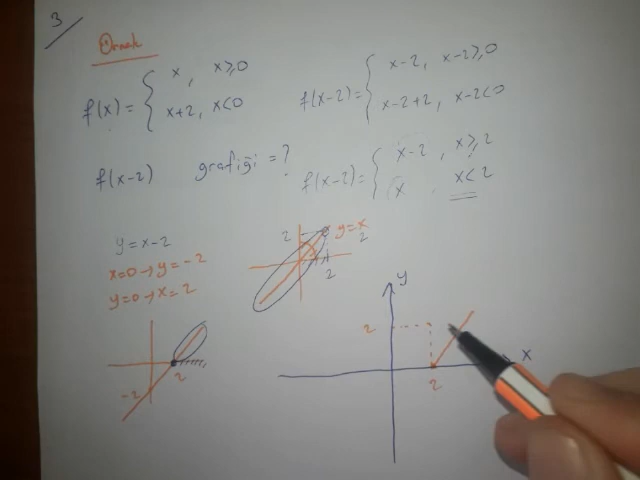 3
Örnek
f(x) = { x, x≥0
x+2, x<0
f(x-2) = { x-2, x-2≥0
x-2+2, x-2<0
f(x-2) grafiği = ?
f(x-2) = { x-2, x≥2
x x<2
y = x-2
x=0→y=-2
y=0→x=2
2 y=x
2
2
-2 2
y
2
2 x